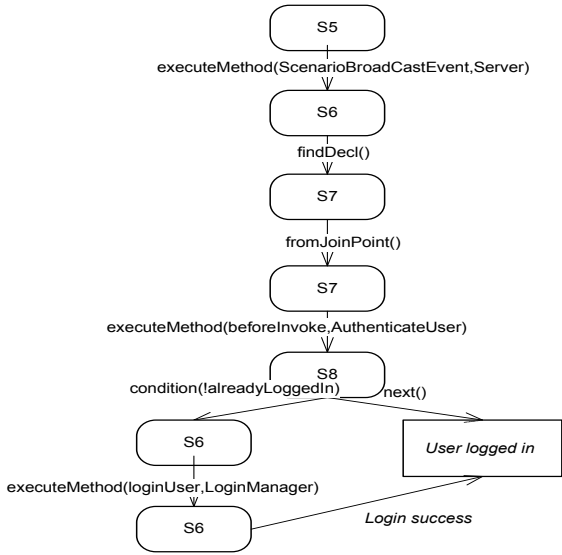 S5
executeMethod(ScenarioBroadCastEvent,Server)
S6
findDecl()
S7
fromJoinPoint()
S7
executeMethod(beforeInvoke,AuthenticateUser)
S8
condition(!alreadyLoggedIn)
next()
S6
User logged in
executeMethod(loginUser,LoginManager)
S6
Login success